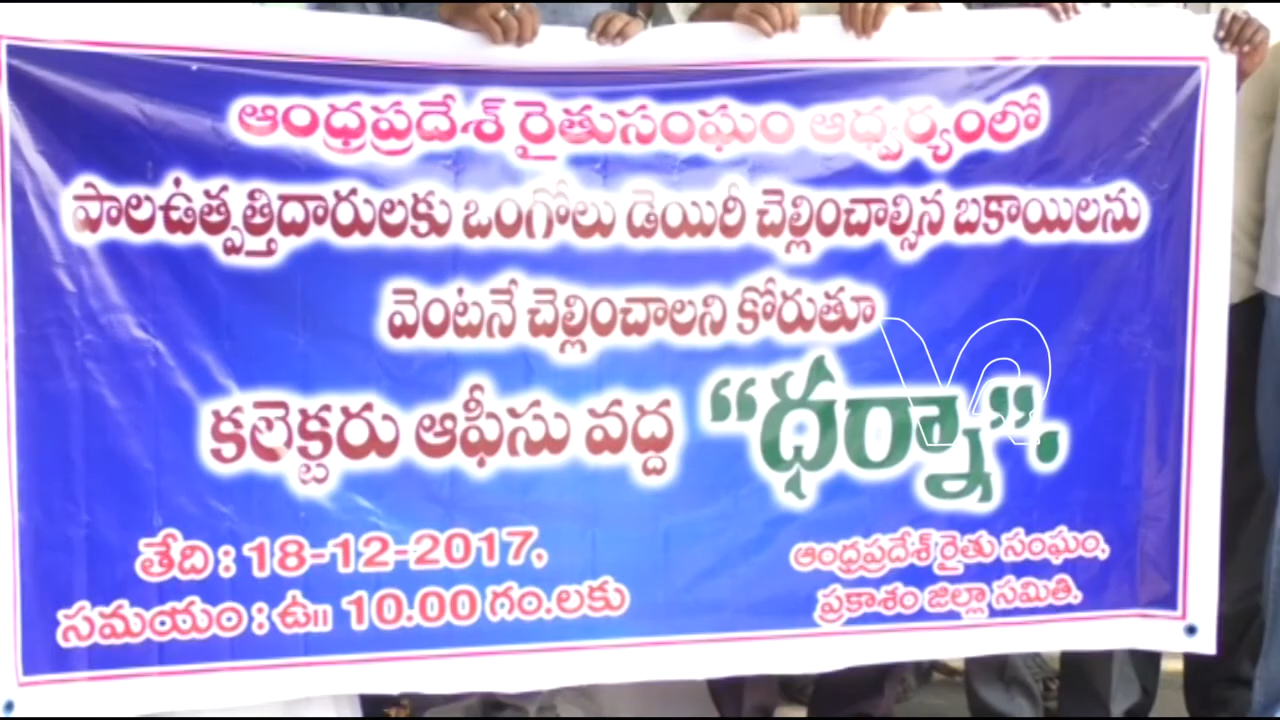 ఆంధ్రప్రదేశ్ రైతుసంఘం ఆధ్వర్యంలో
పాలఉత్పత్తిదారులకు ఒంగోలు డెయిరీ చెల్లించాల్సిన బకాయిలను
వెంటనే చెల్లించాలని కోరుతూ
కలెక్టరు ఆఫీసు వద్ద “ధర్నా”.
తేది : 18-12-2017,
సమయం : ఉ॥ 10.00 గం.లకు
ఆంధ్రప్రదేశ్ రైతు సంఘం,
ప్రకాశం జిల్లా సమితి.